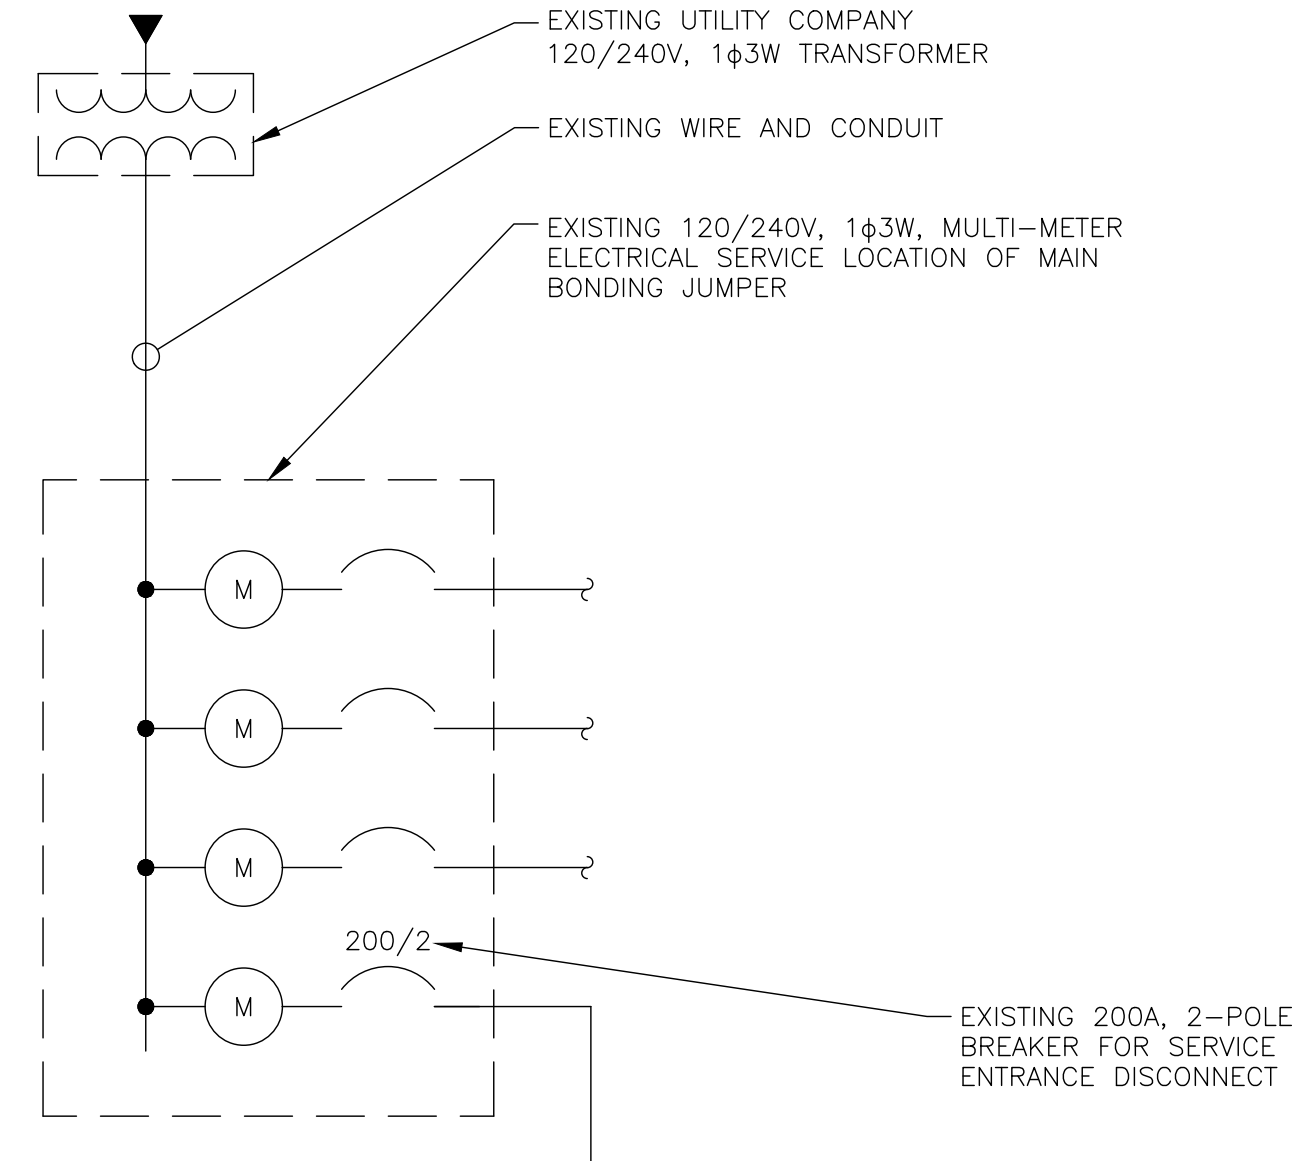 EXISTING UTILITY COMPANY
120/240V, 1ϕ3W TRANSFORMER
EXISTING WIRE AND CONDUIT
EXISTING 120/240V, 1ϕ3W, MULTI-METER
ELECTRICAL SERVICE LOCATION OF MAIN
BONDING JUMPER
M
M
M
200/2
M
EXISTING 200A, 2-POLE
BREAKER FOR SERVICE
ENTRANCE DISCONNECT